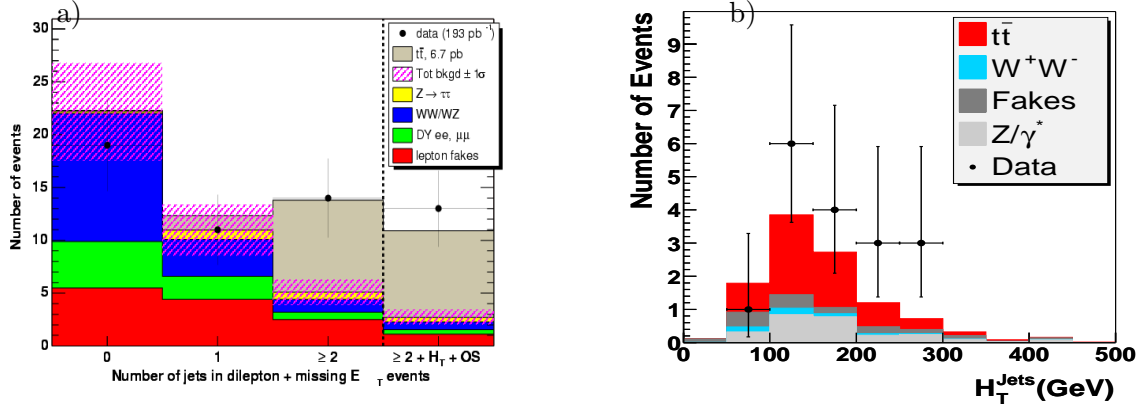 a)
Number of events
30
25
20
15
10
5
0
data (193 pb⁻¹)
tt̄, 6.7 pb
Tot bkgd ± 1σ
Z → ττ
WW/WZ
DY ee, μμ
lepton fakes
0
1
≥ 2
≥ 2 + H_T + OS
Number of jets in dilepton + missing E_T events
b)
Number of Events
9
8
7
6
5
4
3
2
1
0
tt̄
W⁺W⁻
Fakes
Z/γ*
Data
0
100
200
300
400
500
H_T^Jets(GeV)